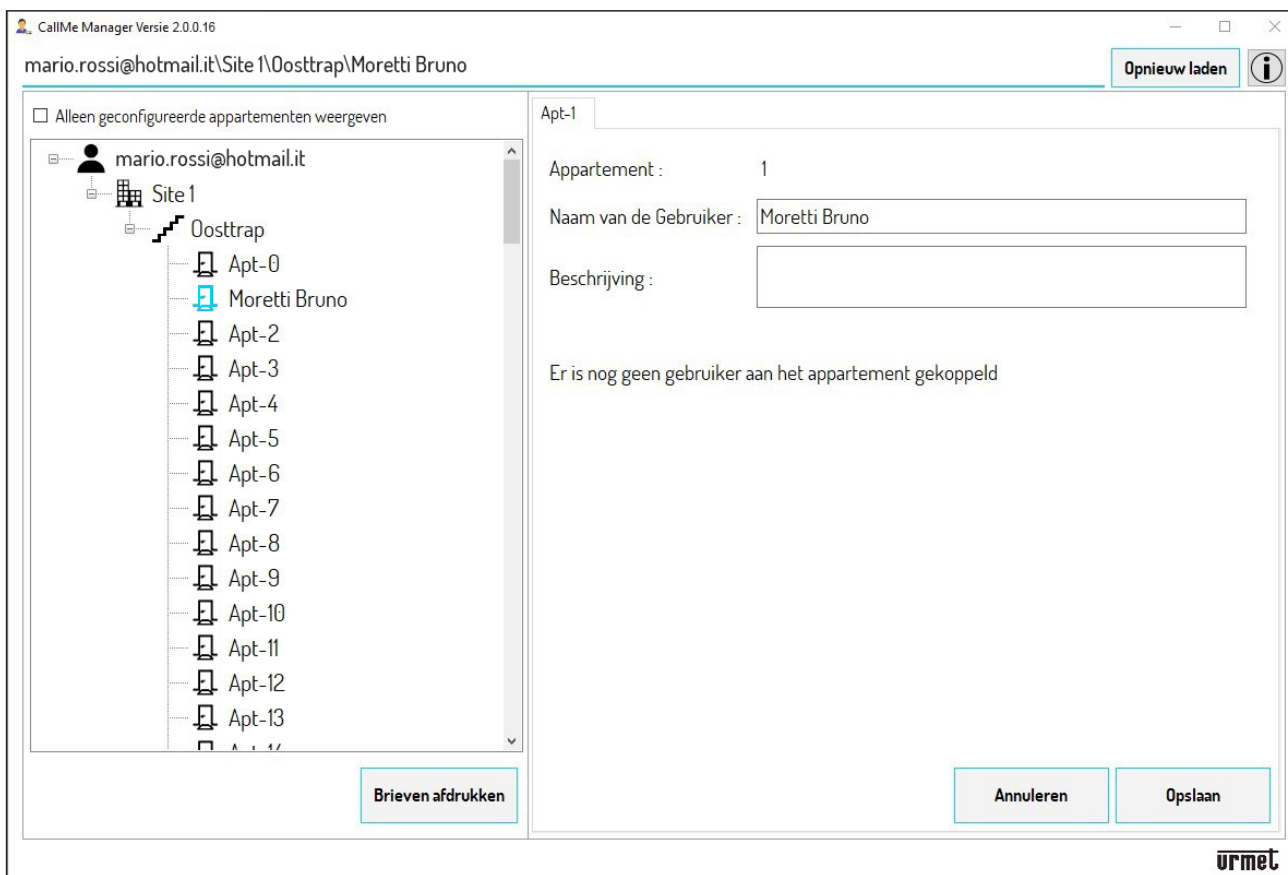 CallMe Manager Versie 2.0.0.16
mario.rossi@hotmail.it\Site 1\Oosttrap\Moretti Bruno
Opnieuw laden
Alleen geconfigureerde appartementen weergeven
mario.rossi@hotmail.it
Site 1
Oosttrap
Apt-0
Moretti Bruno
Apt-2
Apt-3
Apt-4
Apt-5
Apt-6
Apt-7
Apt-8
Apt-9
Apt-10
Apt-11
Apt-12
Apt-13
Brieven afdrukken
Apt-1
Appartement : 1
Naam van de Gebruiker : Moretti Bruno
Beschrijving :
Er is nog geen gebruiker aan het appartement gekoppeld
Annuleren
Opslaan
urmet